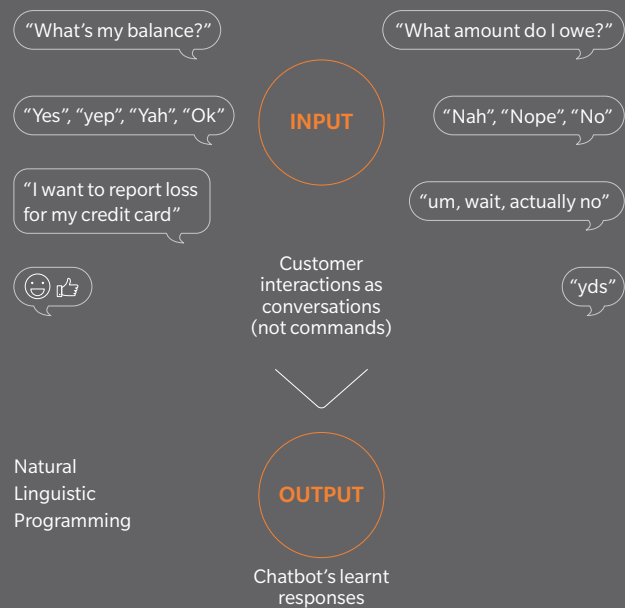 “What’s my balance?”
“What amount do I owe?”
INPUT
“Yes”, “yep”, “Yah”, “Ok”
“Nah”, “Nope”, “No”
“I want to report loss
for my credit card”
“um, wait, actually no”
Customer
interactions as
conversations
(not commands)
“yds”
Natural
Linguistic
Programming
OUTPUT
Chatbot’s learnt
responses